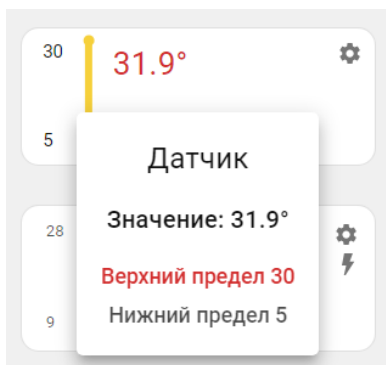 30
31.9°
5
Датчик
Значение: 31.9°
28
Верхний предел 30
Нижний предел 5
9